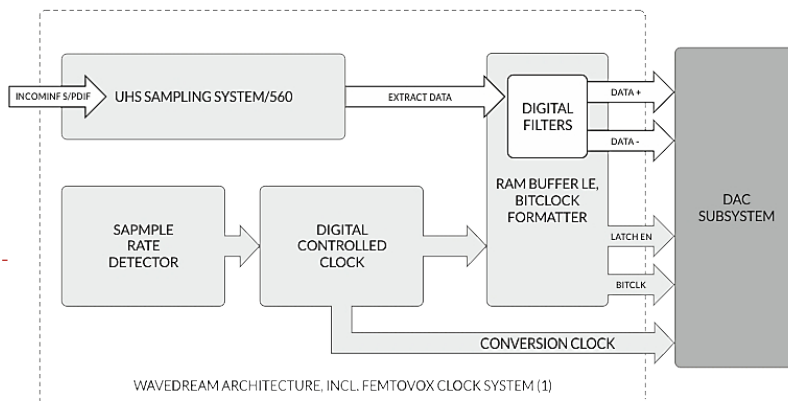 INCOMINF S/PDIF
UHS SAMPLING SYSTEM/560
EXTRACT DATA
DIGITAL
FILTERS
DATA +
DATA -
RAM BUFFER LE,
BITCLOCK
FORMATTER
DAC
SUBSYSTEM
SAPMPLE
RATE
DETECTOR
DIGITAL
CONTROLLED
CLOCK
LATCH EN
BITCLK
CONVERSION CLOCK
WAVEDREAM ARCHITECTURE, INCL. FEMTOVOX CLOCK SYSTEM (1)